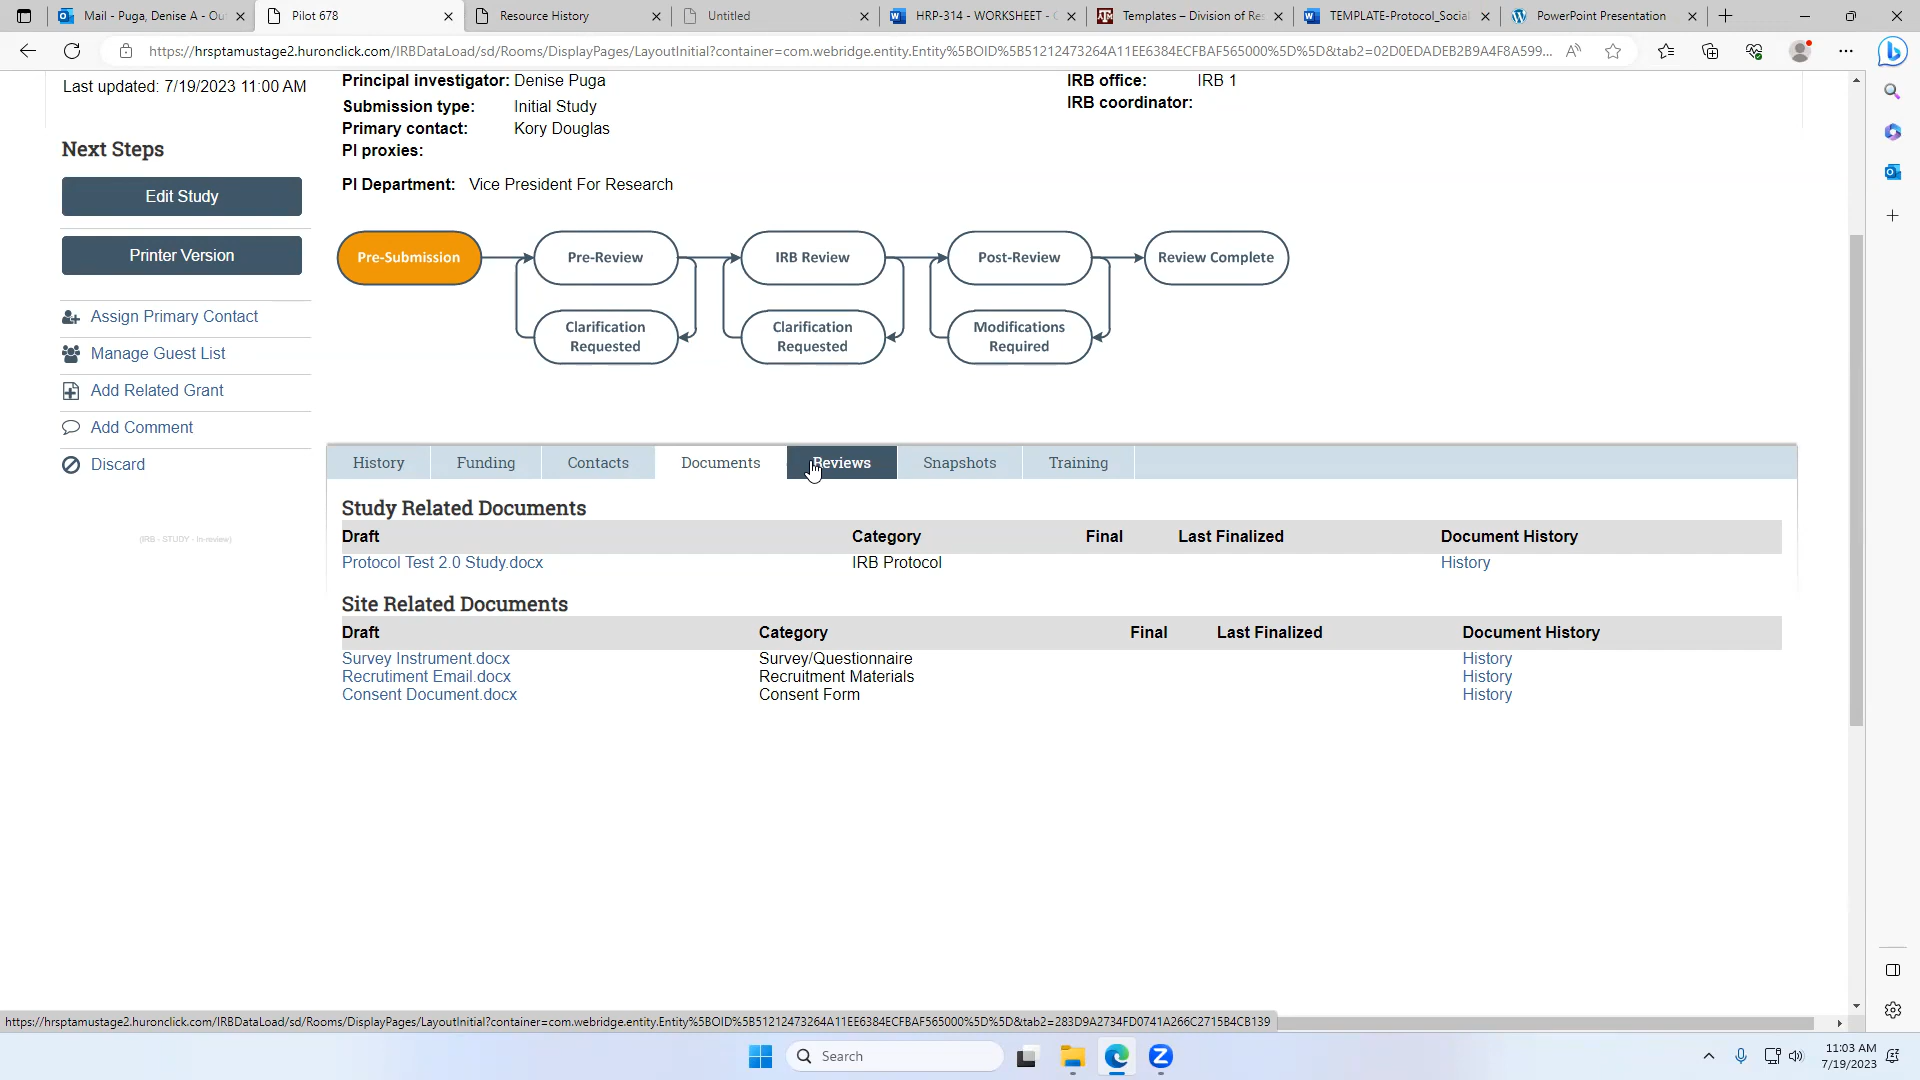 Mail - Puga, Denise A - Ou
Pilot 678
Resource History
Untitled
HRP-314 - WORKSHEET - C
Templates – Division of Res
TEMPLATE-Protocol_Social
PowerPoint Presentation
https://hrsptamustage2.huronclick.com/IRBDataLoad/sd/Rooms/DisplayPages/LayoutInitial?container=com.webridge.entity.Entity%5BOID%5B51212473264A11EE6384ECFBAF565000%5D%5D&tab2=02D0EDADEB2B9A4F8A599...
Last updated: 7/19/2023 11:00 AM
Principal investigator: Denise Puga
IRB office: IRB 1
Submission type: Initial Study
IRB coordinator:
Primary contact: Kory Douglas
PI proxies:
PI Department: Vice President For Research
Next Steps
Edit Study
Printer Version
Assign Primary Contact
Manage Guest List
Add Related Grant
Add Comment
Discard
(IRB - STUDY - In-review)
Pre-Submission
Pre-Review
IRB Review
Post-Review
Review Complete
Clarification
Requested
Clarification
Requested
Modifications
Required
History
Funding
Contacts
Documents
Reviews
Snapshots
Training
Study Related Documents
Draft Category Final Last Finalized Document History
Protocol Test 2.0 Study.docx IRB Protocol History
Site Related Documents
Draft Category Final Last Finalized Document History
Survey Instrument.docx Survey/Questionnaire History
Recrutiment Email.docx Recruitment Materials History
Consent Document.docx Consent Form History
https://hrsptamustage2.huronclick.com/IRBDataLoad/sd/Rooms/DisplayPages/LayoutInitial?container=com.webridge.entity.Entity%5BOID%5B51212473264A11EE6384ECFBAF565000%5D%5D&tab2=283D9A2734FD0741A266C2715B4CB139
Search
11:03 AM
7/19/2023